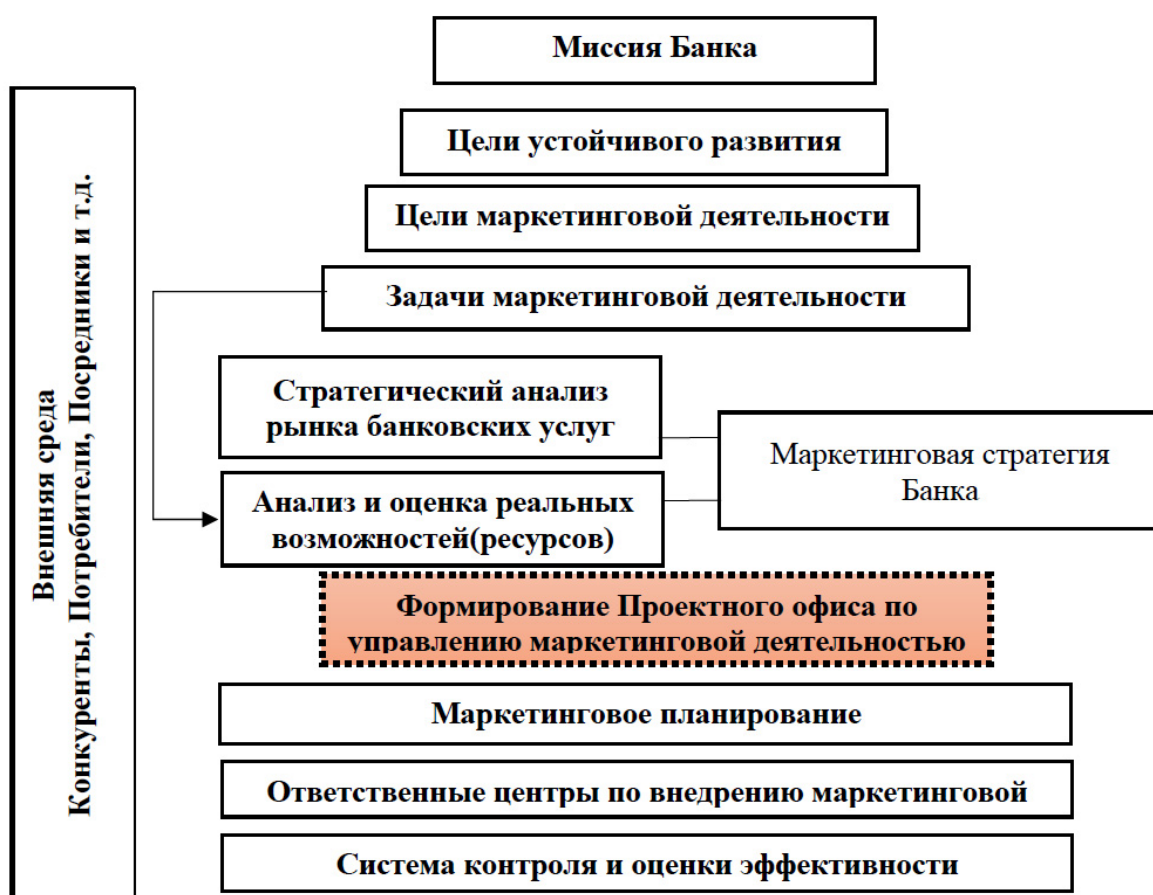 Миссия Банка
Цели устойчивого развития
Цели маркетинговой деятельности
Задачи маркетинговой деятельности
Стратегический анализ
рынка банковских услуг
Маркетинговая стратегия
Банка
Анализ и оценка реальных
возможностей(ресурсов)
Формирование Проектного офиса по
управлению маркетинговой деятельностью
Маркетинговое планирование
Ответственные центры по внедрению маркетинговой
Система контроля и оценки эффективности
Внешняя среда
Конкуренты, Потребители, Посредники и т.д.